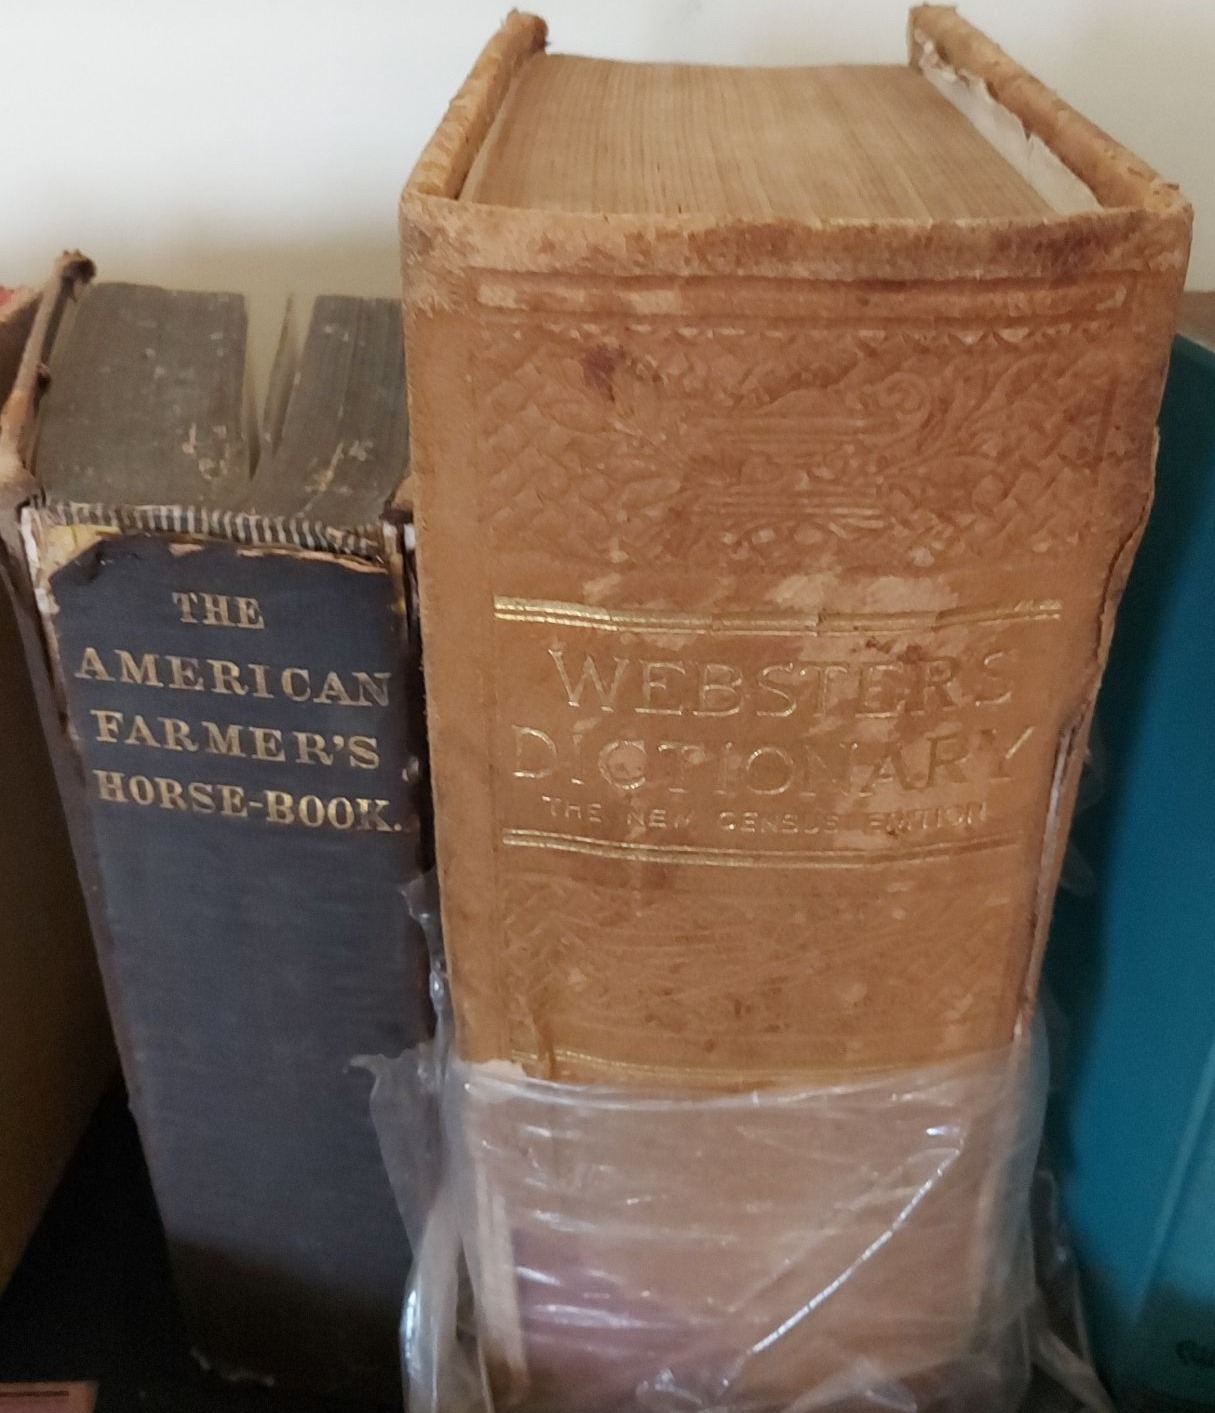 THE
AMERICAN
FARMER'S
HORSE-BOOK.
WEBSTER'S
DICTIONARY
THE NEW CENSUS EDITION